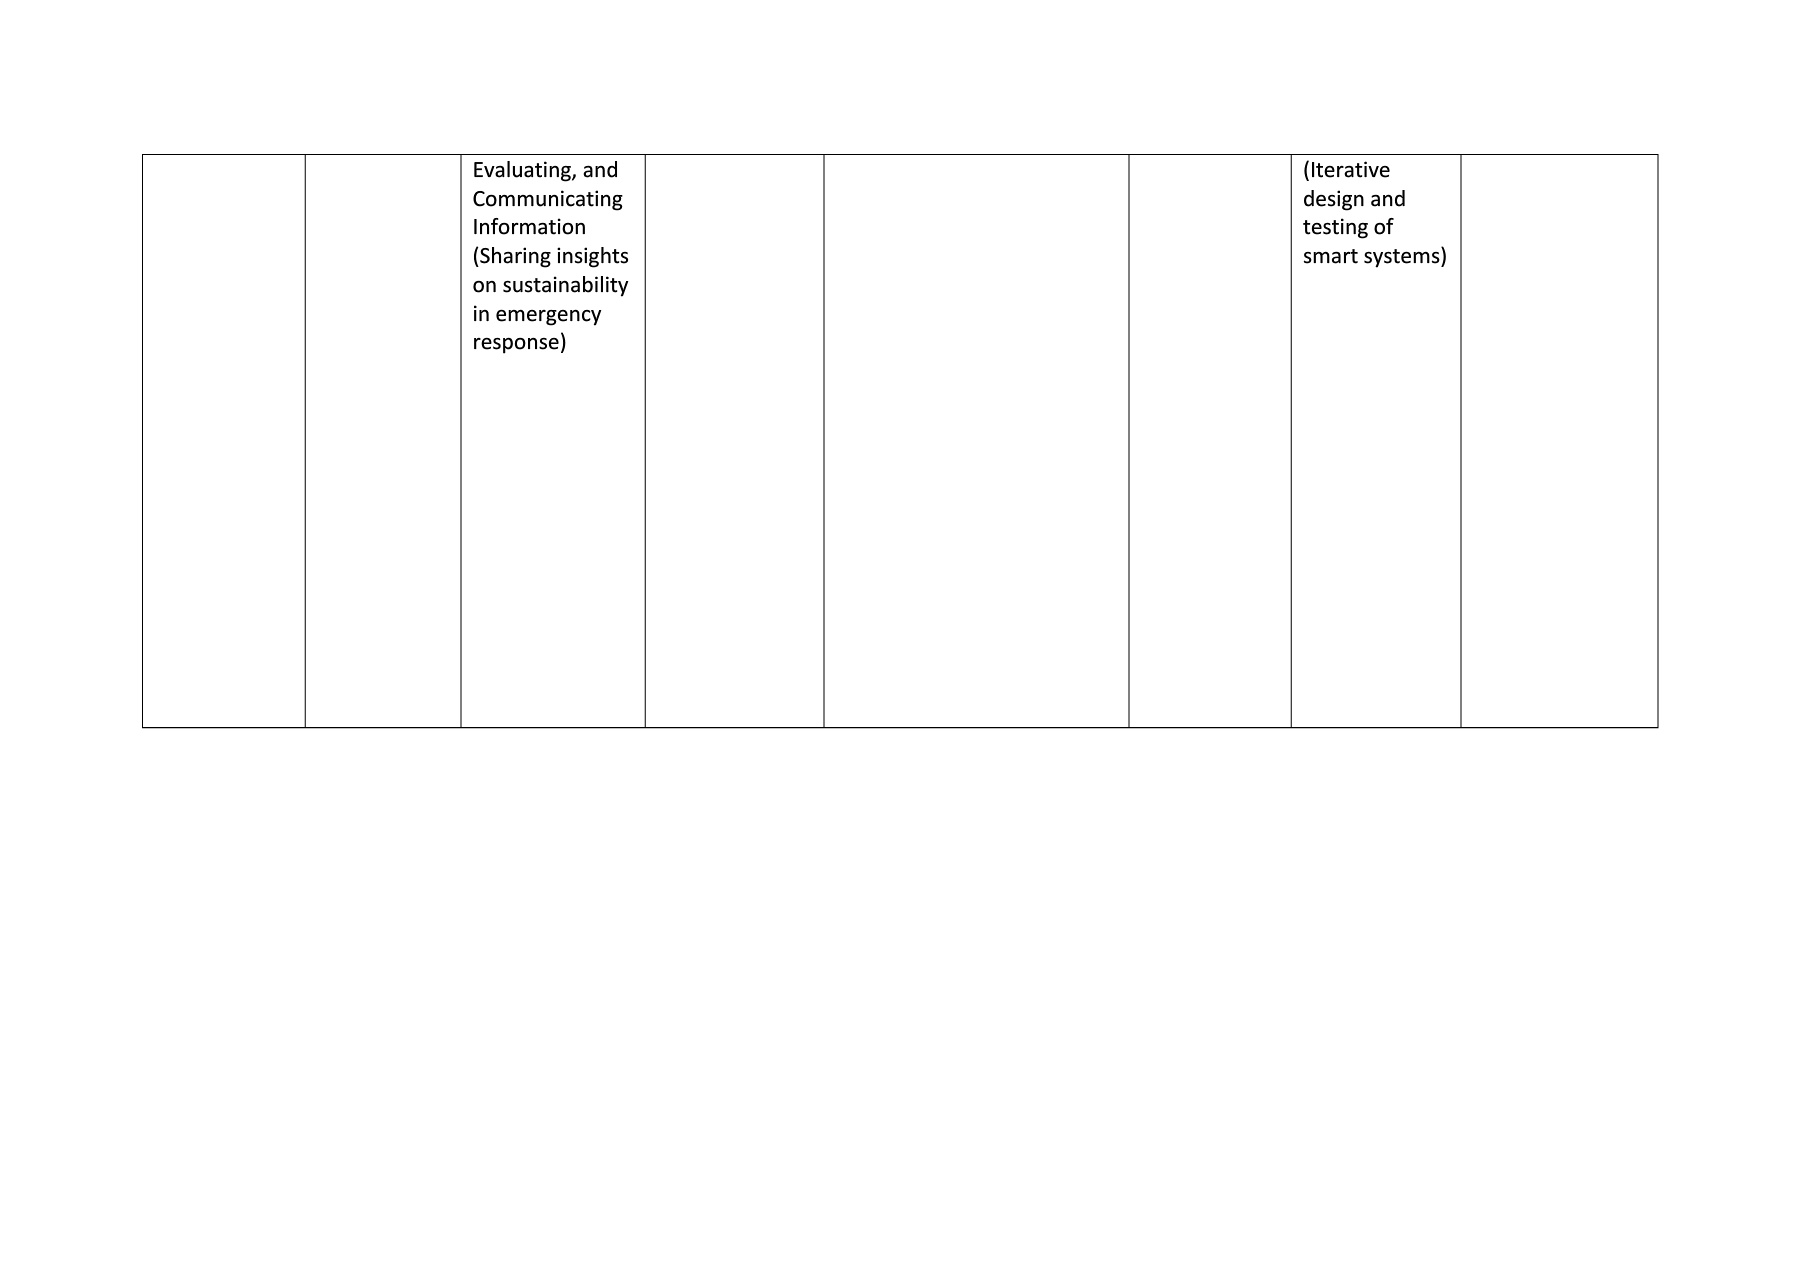 Evaluating, and
Communicating
Information
(Sharing insights
on sustainability
in emergency
response)
(Iterative
design and
testing of
smart systems)